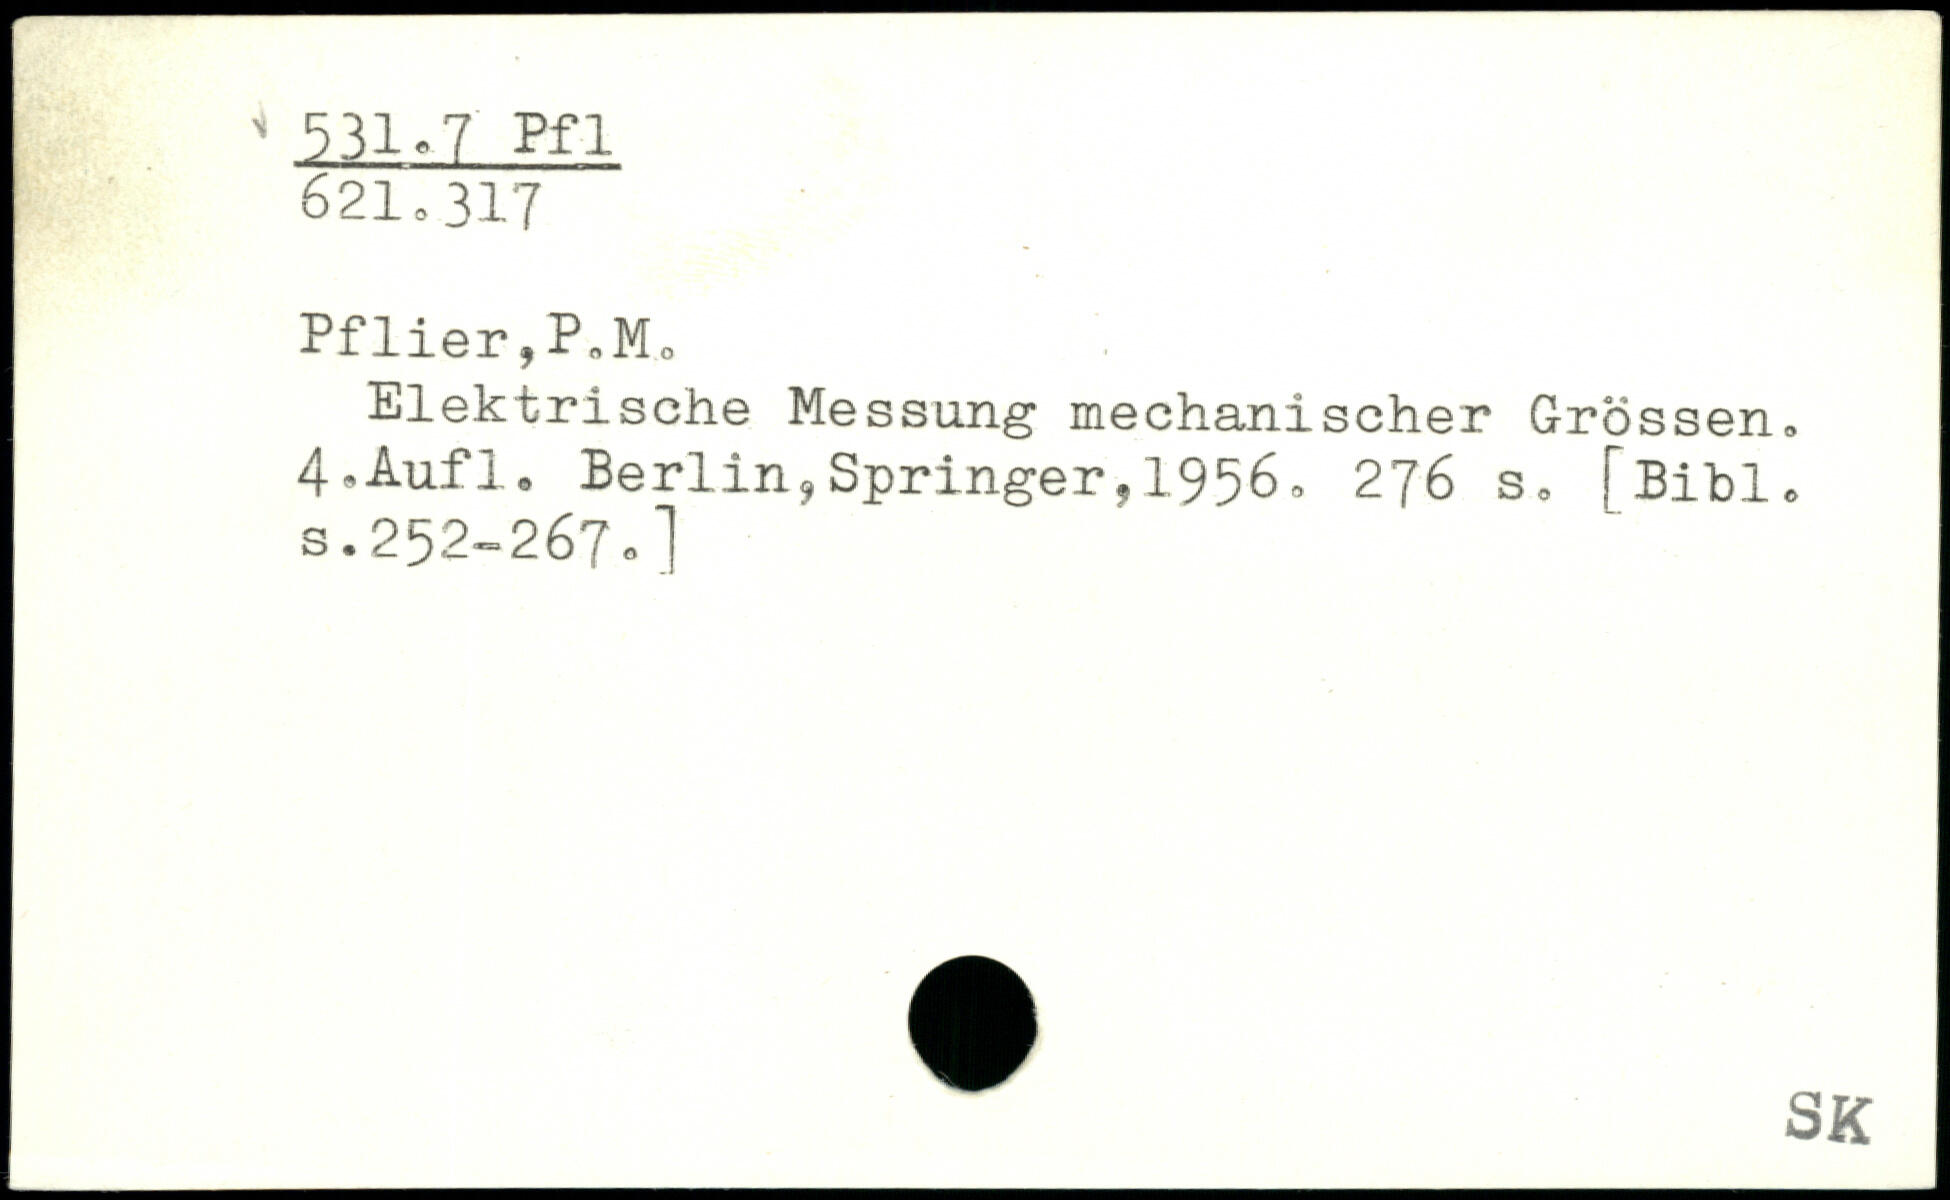 531.7 Pfl
621.317
Pflier,P.M.
Elektrische Messung mechanischer Grössen.
4.Aufl. Berlin,Springer,1956. 276 s. [Bibl.
s.252-267.]
SK